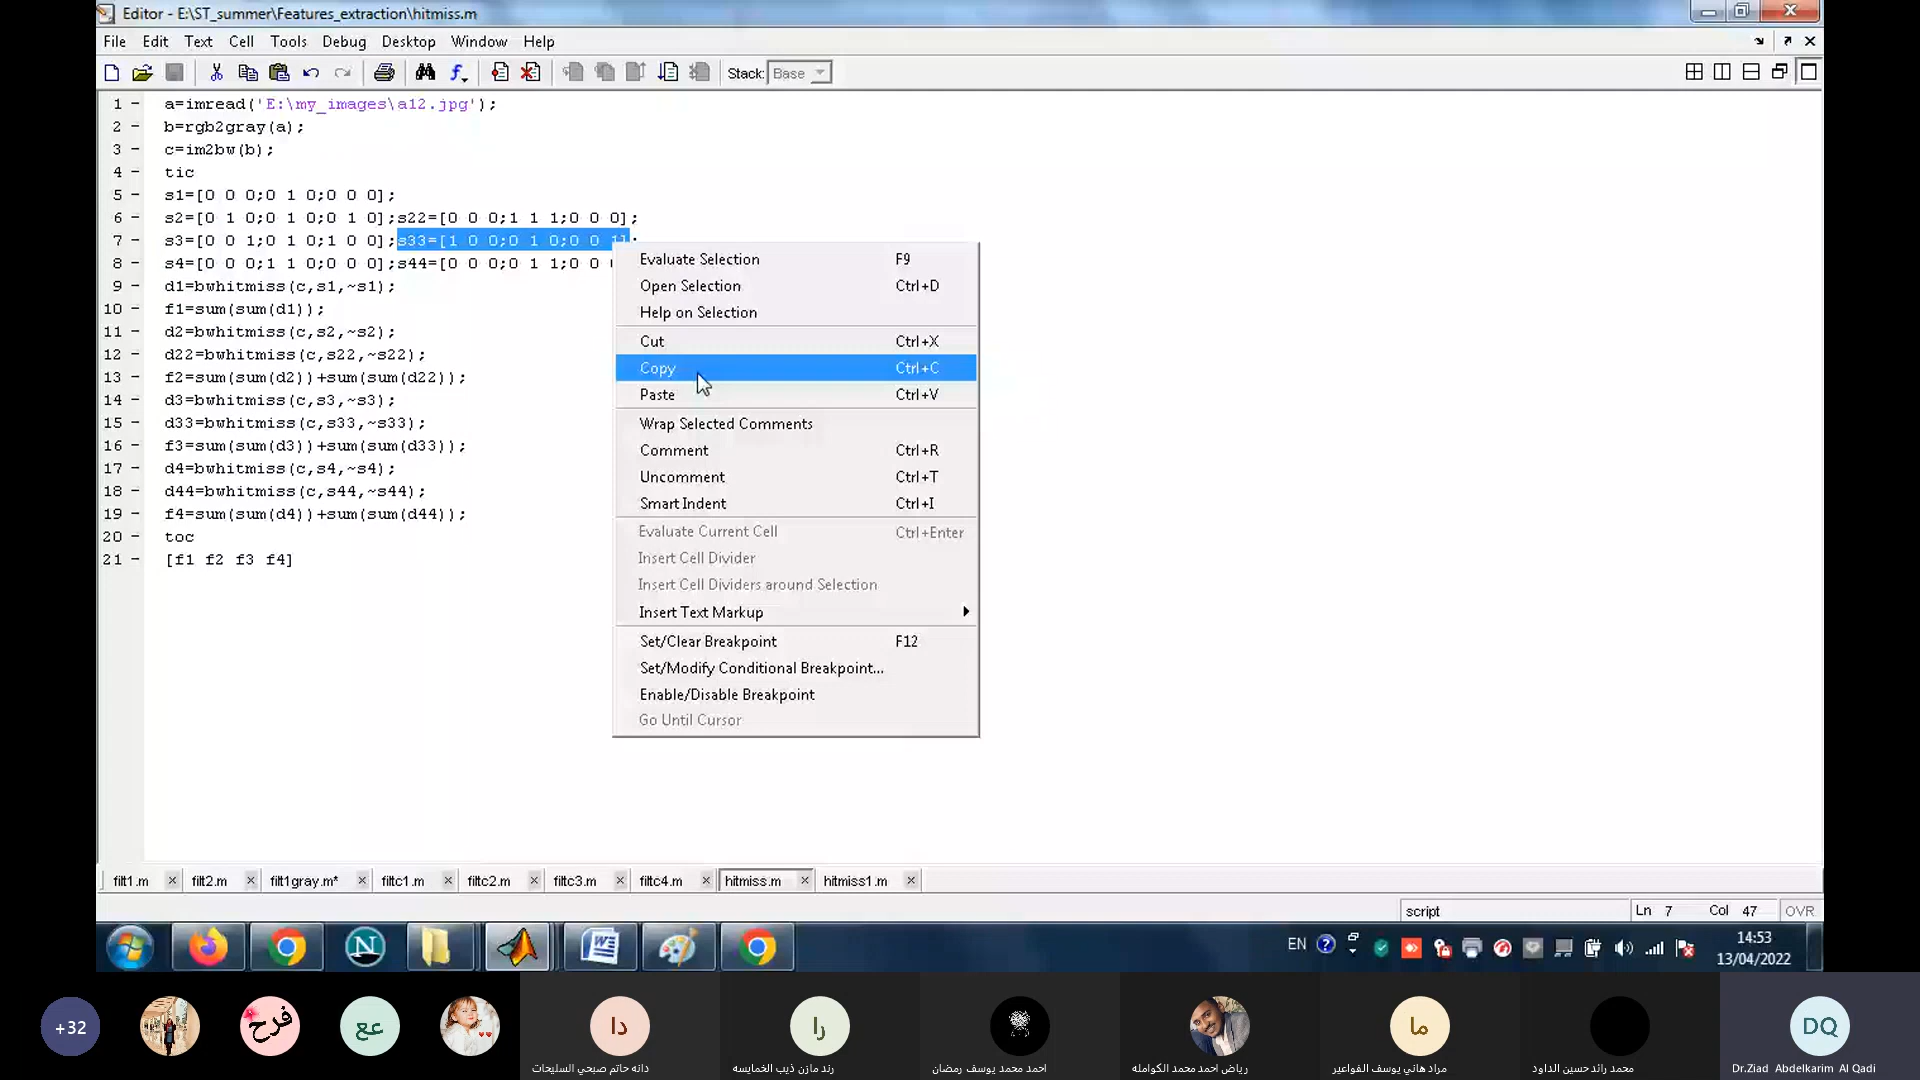 Editor - E:\ST_summer\Features_extraction\hitmiss.m
File Edit Text Cell Tools Debug Desktop Window Help
Stack: Base
1 - a=imread('E:\my_images\a12.jpg');
2 - b=rgb2gray(a);
3 - c=im2bw(b);
4 - tic
5 - s1=[0 0 0;0 1 0;0 0 0];
6 - s2=[0 1 0;0 1 0;0 1 0];s22=[0 0 0;1 1 1;0 0 0];
7 - s3=[0 0 1;0 1 0;1 0 0];s33=[1 0 0;0 1 0;0 0 1];
8 - s4=[0 0 0;1 1 0;0 0 0];s44=[0 0 0;0 1 1;0 0
9 - d1=bwhitmiss(c,s1,~s1);
10 - f1=sum(sum(d1));
11 - d2=bwhitmiss(c,s2,~s2);
12 - d22=bwhitmiss(c,s22,~s22);
13 - f2=sum(sum(d2))+sum(sum(d22));
14 - d3=bwhitmiss(c,s3,~s3);
15 - d33=bwhitmiss(c,s33,~s33);
16 - f3=sum(sum(d3))+sum(sum(d33));
17 - d4=bwhitmiss(c,s4,~s4);
18 - d44=bwhitmiss(c,s44,~s44);
19 - f4=sum(sum(d4))+sum(sum(d44));
20 - toc
21 - [f1 f2 f3 f4]
Evaluate Selection F9
Open Selection Ctrl+D
Help on Selection
Cut Ctrl+X
Copy Ctrl+C
Paste Ctrl+V
Wrap Selected Comments
Comment Ctrl+R
Uncomment Ctrl+T
Smart Indent Ctrl+I
Evaluate Current Cell Ctrl+Enter
Insert Cell Divider
Insert Cell Dividers around Selection
Insert Text Markup
Set/Clear Breakpoint F12
Set/Modify Conditional Breakpoint...
Enable/Disable Breakpoint
Go Until Cursor
filt1.m filt2.m filt1gray.m* filtc1.m filtc2.m filtc3.m filtc4.m hitmiss.m hitmiss1.m
script Ln 7 Col 47 OVR
EN 14:53
13/04/2022
+32 فرح عع دا را ما DQ
دانه حاتم صبحي السليحات
رند مازن ذيب الخمايسه
احمد محمد يوسف رمضان
رياض احمد محمد الكوامله
مراد هاني يوسف الفواعير
محمد رائد حسين الداود
Dr.Ziad Abdelkarim Al Qadi